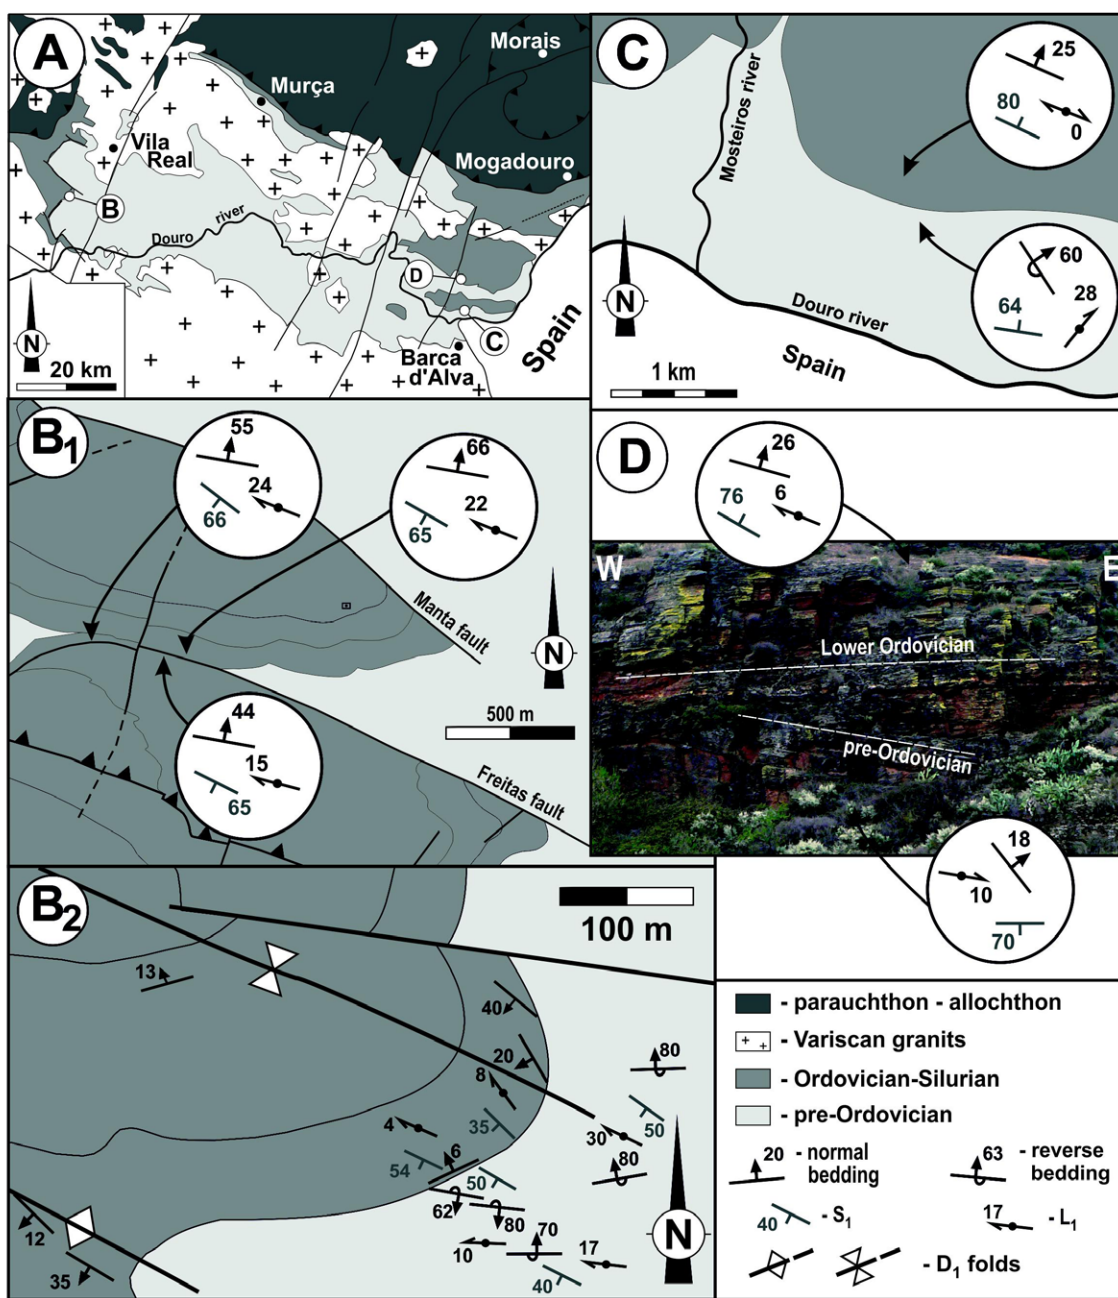 A
Morais
Murça
Vila
Real
Mogadouro
B
Douro
river
D
C
N
20 km
Barca
d'Alva
Spain
C
Mosteiros river
25
80
0
60
64
28
N
Douro river
1 km
Spain
B1
55
24
66
66
22
65
Manta fault
N
500 m
44
15
65
Freitas fault
D
26
76
6
W
E
Lower Ordovician
pre-Ordovician
18
10
70
B2
100 m
13
40
20
8
80
4
35
30
50
54
6
50
80
62
80
70
10
17
40
12
35
N
- parauchthon - allochthon
- Variscan granits
- Ordovician-Silurian
- pre-Ordovician
20 - normal
bedding
63 - reverse
bedding
40 - S1
17 - L1
- D1 folds